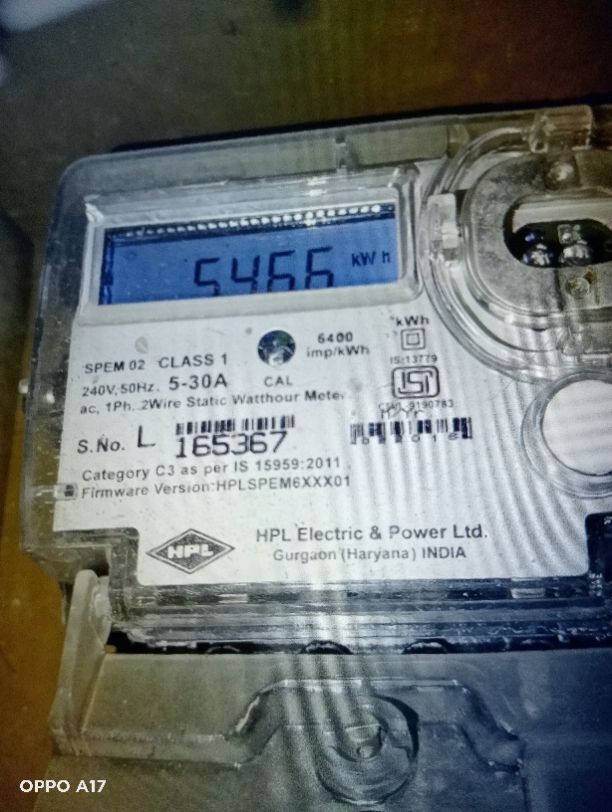 5466 kWh
6400
imp/kWh
kWh
IS:13779
SPEM 02 CLASS 1
240V, 50Hz. 5-30A CAL
ac, 1Ph. 2Wire Static Watthour Meter
ISI
S.No. L 165367
Category C3 as per IS 15959:2011
Firmware Version:HPLSPEM6XXX01
HPL
HPL Electric & Power Ltd.
Gurgaon (Haryana) INDIA
OPPO A17